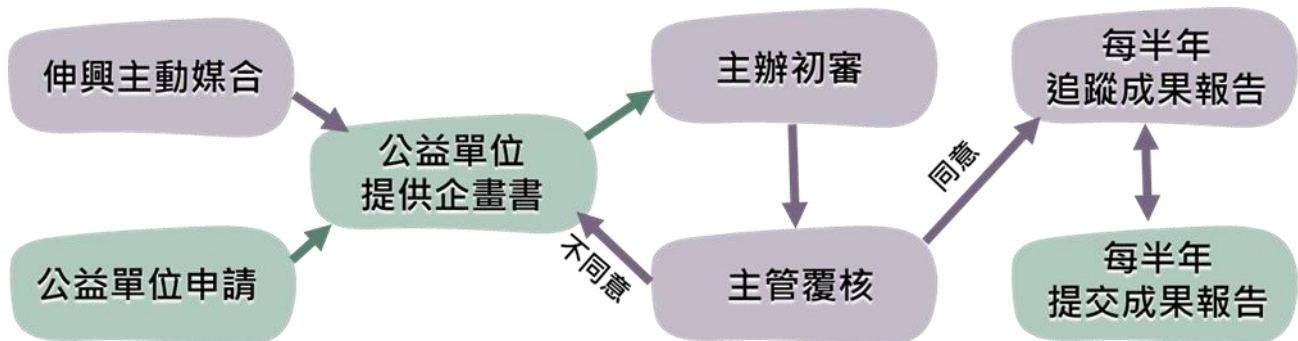 伸興主動媒合
公益單位申請
公益單位
提供企畫書
主辦初審
主管覆核
不同意
同意
每半年
追蹤成果報告
每半年
提交成果報告